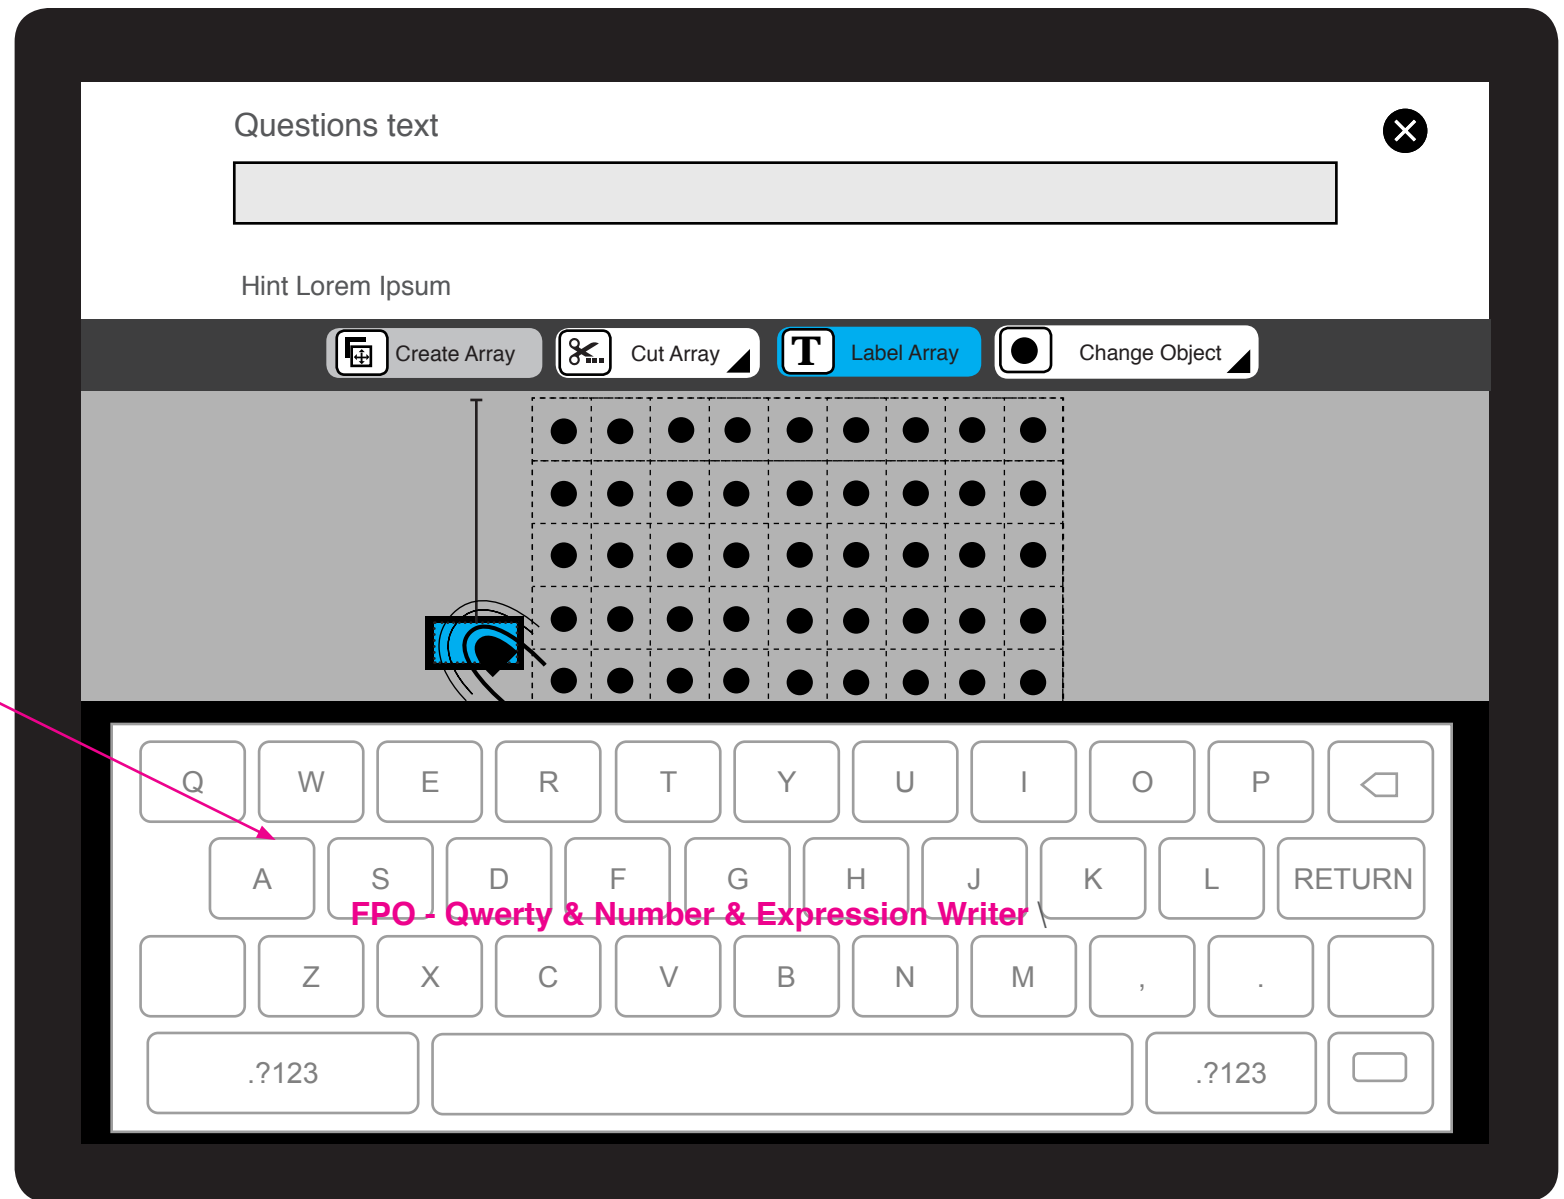 Questions text
Hint Lorem Ipsum
Create Array Cut Array T Label Array Change Object
Q W E R T Y U I O P
A S D F G H J K L RETURN
FPO - Qwerty & Number & Expression Writer \
Z X C V B N M , .
.?123 .?123